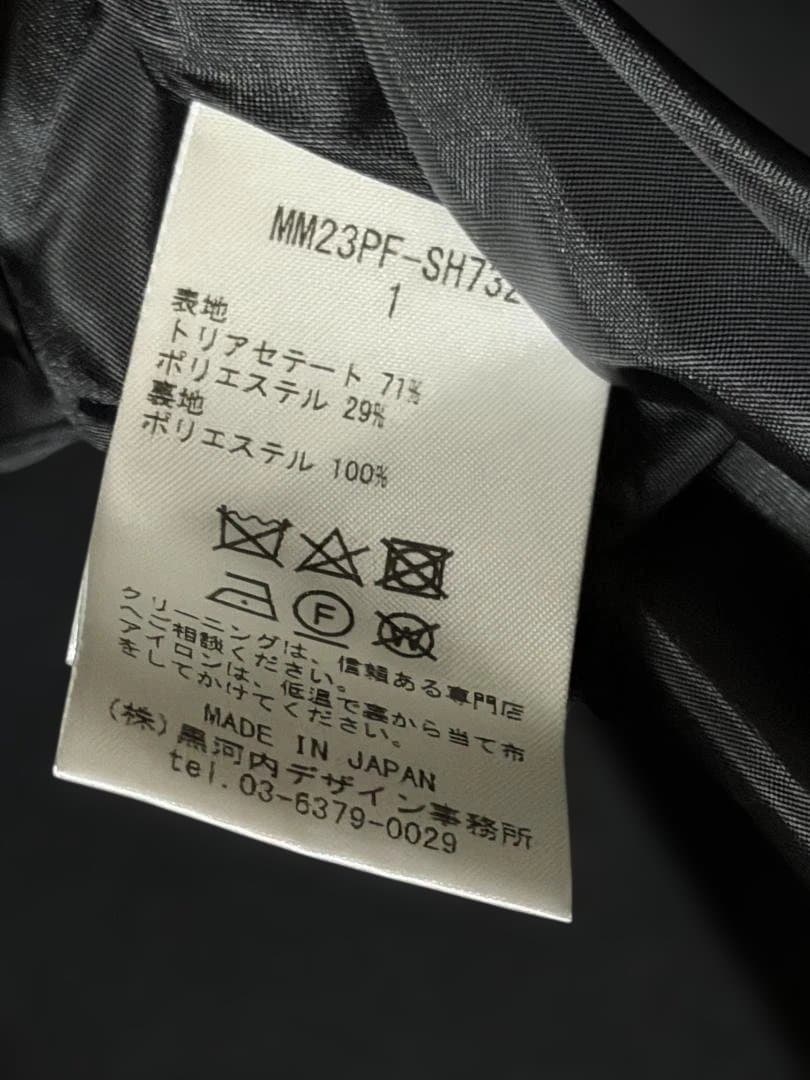 MM23PF-SH732
1
表地
トリアセテート 71%
ポリエステル 29%
裏地
ポリエステル 100%
F
W
クリーニングは、信頼ある専門店
へご相談ください。
アイロンは、低温で裏から当て布
をしてかけてください。
MADE IN JAPAN
(株)黒河内デザイン事務所
tel.03-6379-0029